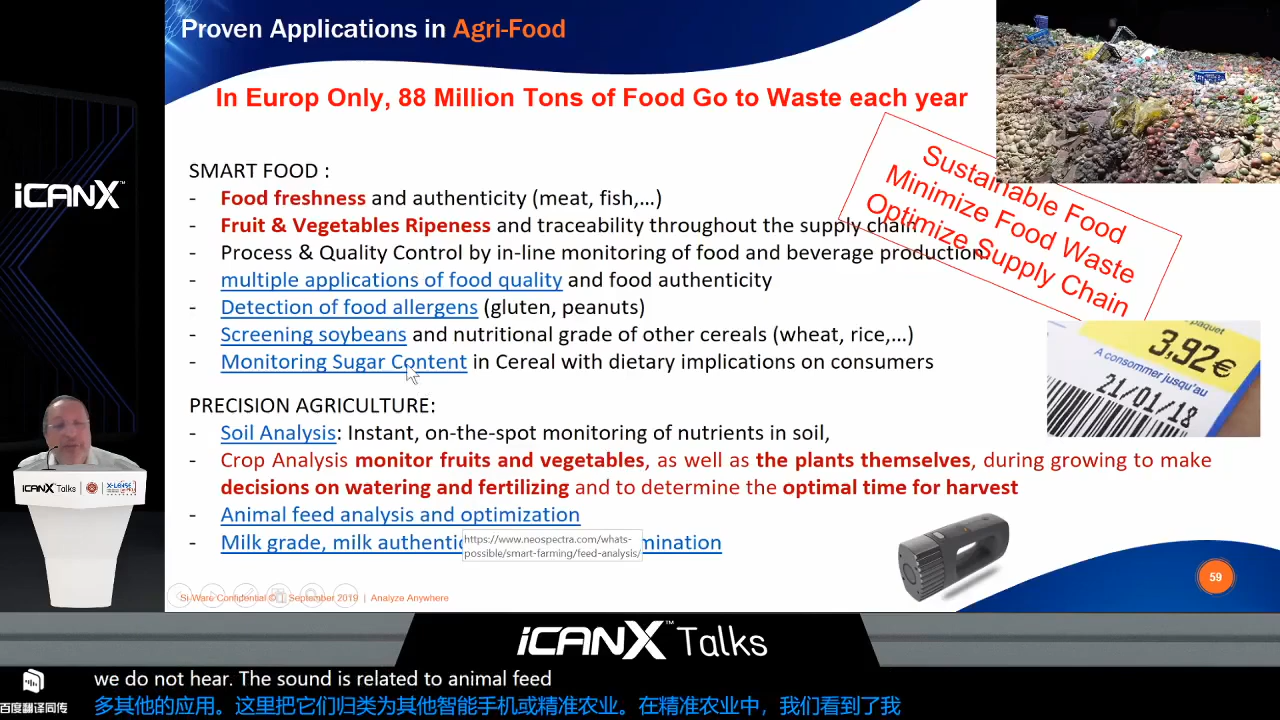 Proven Applications in Agri-Food
In Europ Only, 88 Million Tons of Food Go to Waste each year
iCANX™
SMART FOOD :
- Food freshness and authenticity (meat, fish,...)
- Fruit & Vegetables Ripeness and traceability throughout the supply chain
- Process & Quality Control by in-line monitoring of food and beverage production
- multiple applications of food quality and food authenticity
- Detection of food allergens (gluten, peanuts)
- Screening soybeans and nutritional grade of other cereals (wheat, rice,...)
- Monitoring Sugar Content in Cereal with dietary implications on consumers
Sustainable Food
Minimize Food Waste
Optimize Supply Chain
paquet
3,92€
A consommer jusqu'au
21/01/18
PRECISION AGRICULTURE:
- Soil Analysis: Instant, on-the-spot monitoring of nutrients in soil,
- Crop Analysis monitor fruits and vegetables, as well as the plants themselves, during growing to make
decisions on watering and fertilizing and to determine the optimal time for harvest
- Animal feed analysis and optimization
- Milk grade, milk authentic mination
https://www.neospectra.com/whats-
possible/smart-farming/feed-analysis/
iCANX Talks
X-LENSE
Si-Ware Confidential © | September 2019 | Analyze Anywhere
59
iCANX™ Talks
we do not hear. The sound is related to animal feed
百度翻译同传
多其他的应用。这里把它们归类为其他智能手机或精准农业。在精准农业中，我们看到了我